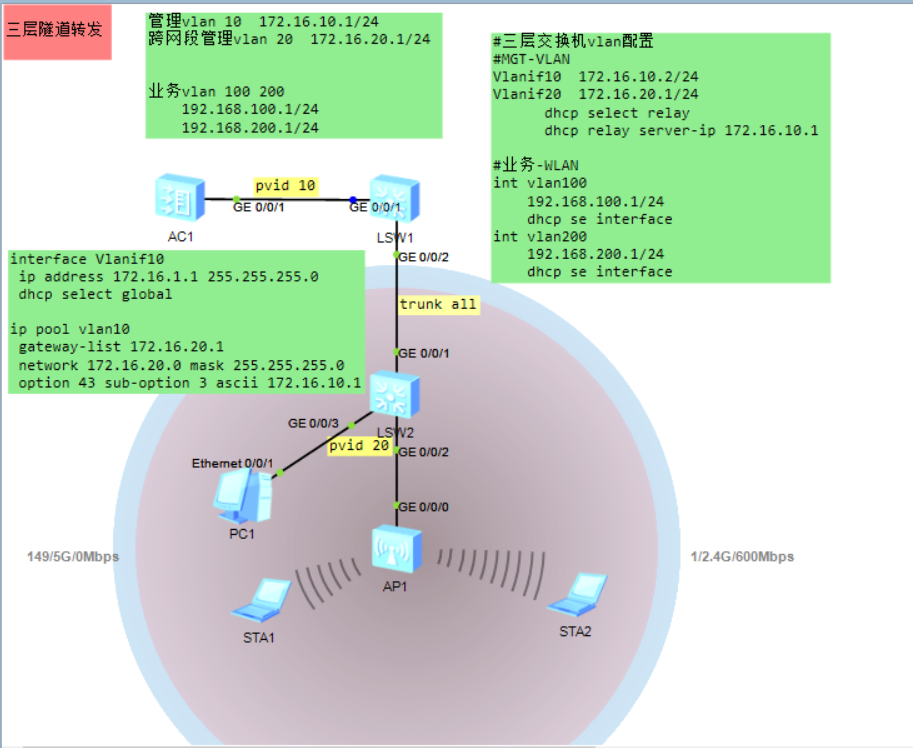 三层隧道转发
管理vlan 10 172.16.10.1/24
跨网段管理vlan 20 172.16.20.1/24
业务vlan 100 200
192.168.100.1/24
192.168.200.1/24
#三层交换机vlan配置
#MGT-VLAN
Vlanif10 172.16.10.2/24
Vlanif20 172.16.20.1/24
dhcp select relay
dhcp relay server-ip 172.16.10.1
#业务-WLAN
int vlan100
192.168.100.1/24
dhcp se interface
int vlan200
192.168.200.1/24
dhcp se interface
pvid 10
GE 0/0/1
GE 0/0/1
AC1
LSW1
GE 0/0/2
interface Vlanif10
ip address 172.16.1.1 255.255.255.0
dhcp select global
ip pool vlan10
gateway-list 172.16.20.1
network 172.16.20.0 mask 255.255.255.0
option 43 sub-option 3 ascii 172.16.10.1
trunk all
GE 0/0/1
GE 0/0/3
LSW2
pvid 20
GE 0/0/2
Ethernet 0/0/1
PC1
GE 0/0/0
149/5G/0Mbps
1/2.4G/600Mbps
AP1
STA1
STA2